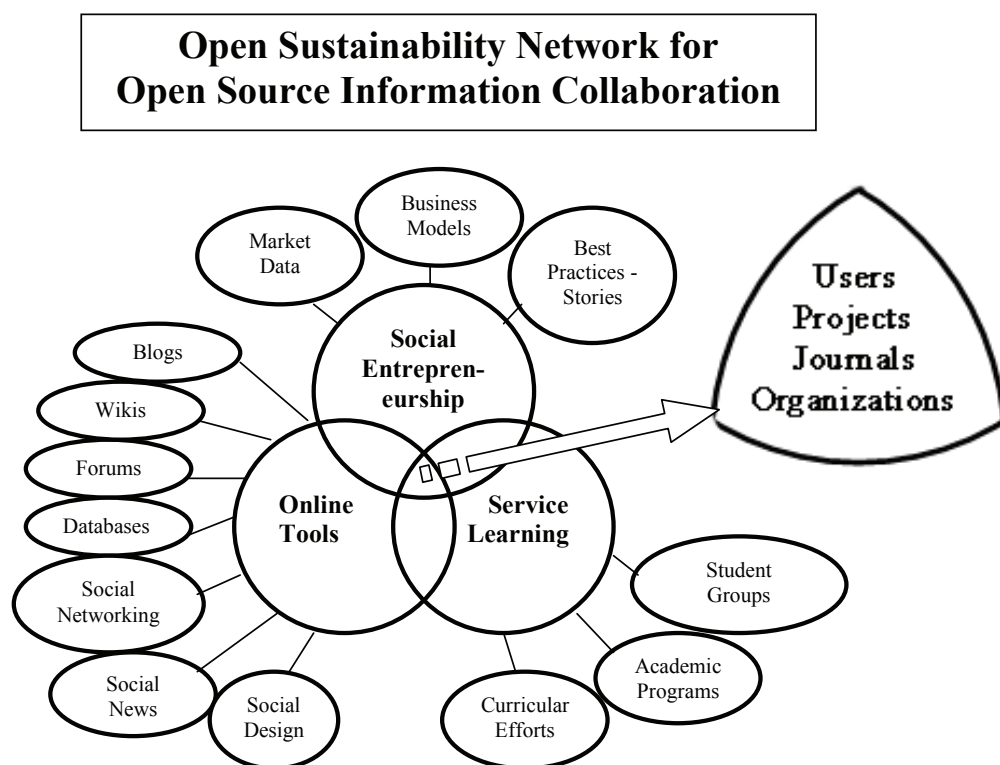 Open Sustainability Network for
Open Source Information Collaboration
Business
Models
Market
Data
Best
Practices -
Stories
Users
Projects
Journals
Organizations
Social
Entrepren-
eurship
Blogs
Wikis
Forums
Databases
Social
Networking
Social
News
Social
Design
Online
Tools
Service
Learning
Student
Groups
Academic
Programs
Curricular
Efforts